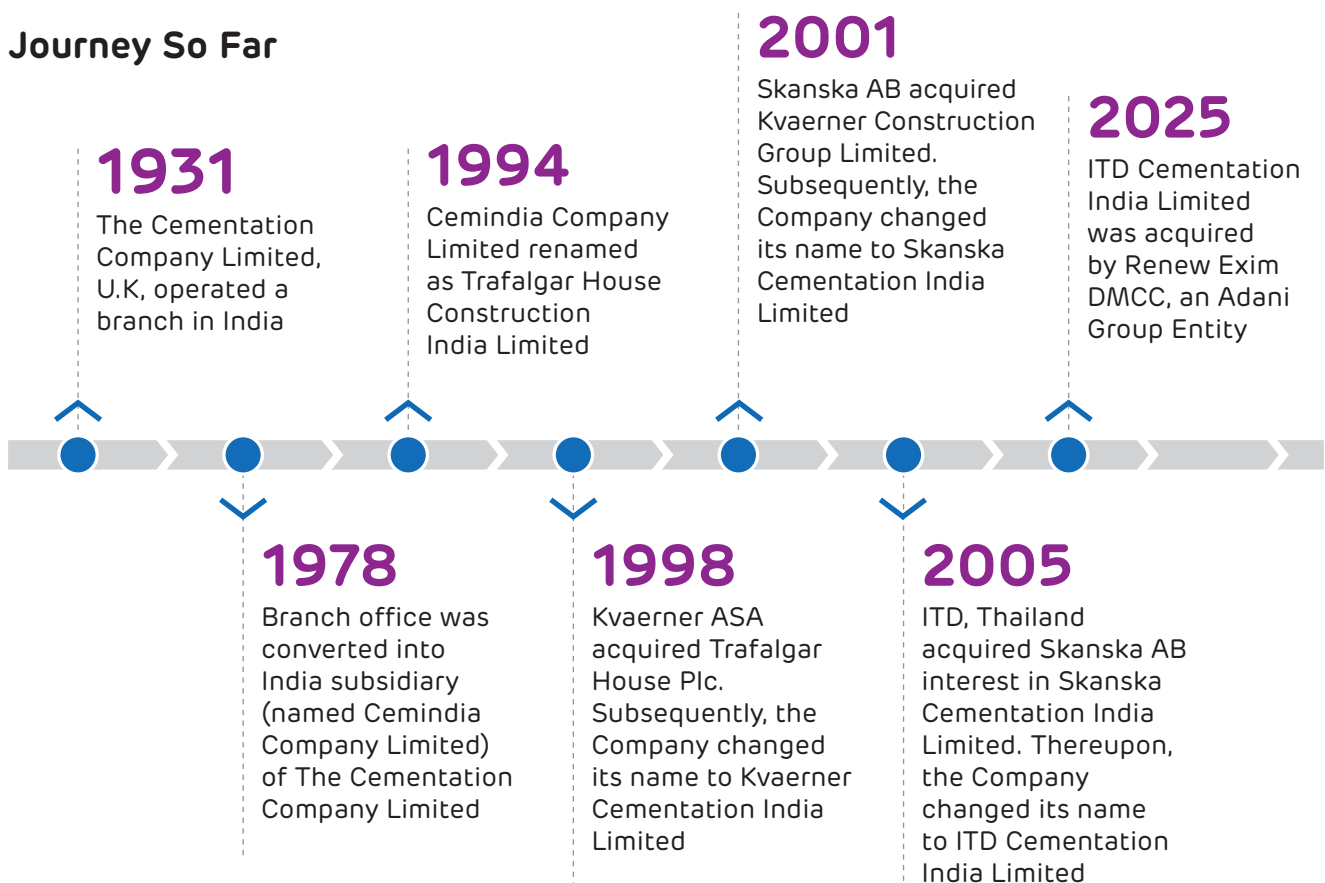 Journey So Far
1931
The Cementation
Company Limited,
U.K, operated a
branch in India
1978
Branch office was
converted into
India subsidiary
(named Cemindia
Company Limited)
of The Cementation
Company Limited
1994
Cemindia Company
Limited renamed
as Trafalgar House
Construction
India Limited
1998
Kvaerner ASA
acquired Trafalgar
House Plc.
Subsequently, the
Company changed
its name to Kvaerner
Cementation India
Limited
2001
Skanska AB acquired
Kvaerner Construction
Group Limited.
Subsequently, the
Company changed
its name to Skanska
Cementation India
Limited
2005
ITD, Thailand
acquired Skanska AB
interest in Skanska
Cementation India
Limited. Thereupon,
the Company
changed its name
to ITD Cementation
India Limited
2025
ITD Cementation
India Limited
was acquired
by Renew Exim
DMCC, an Adani
Group Entity